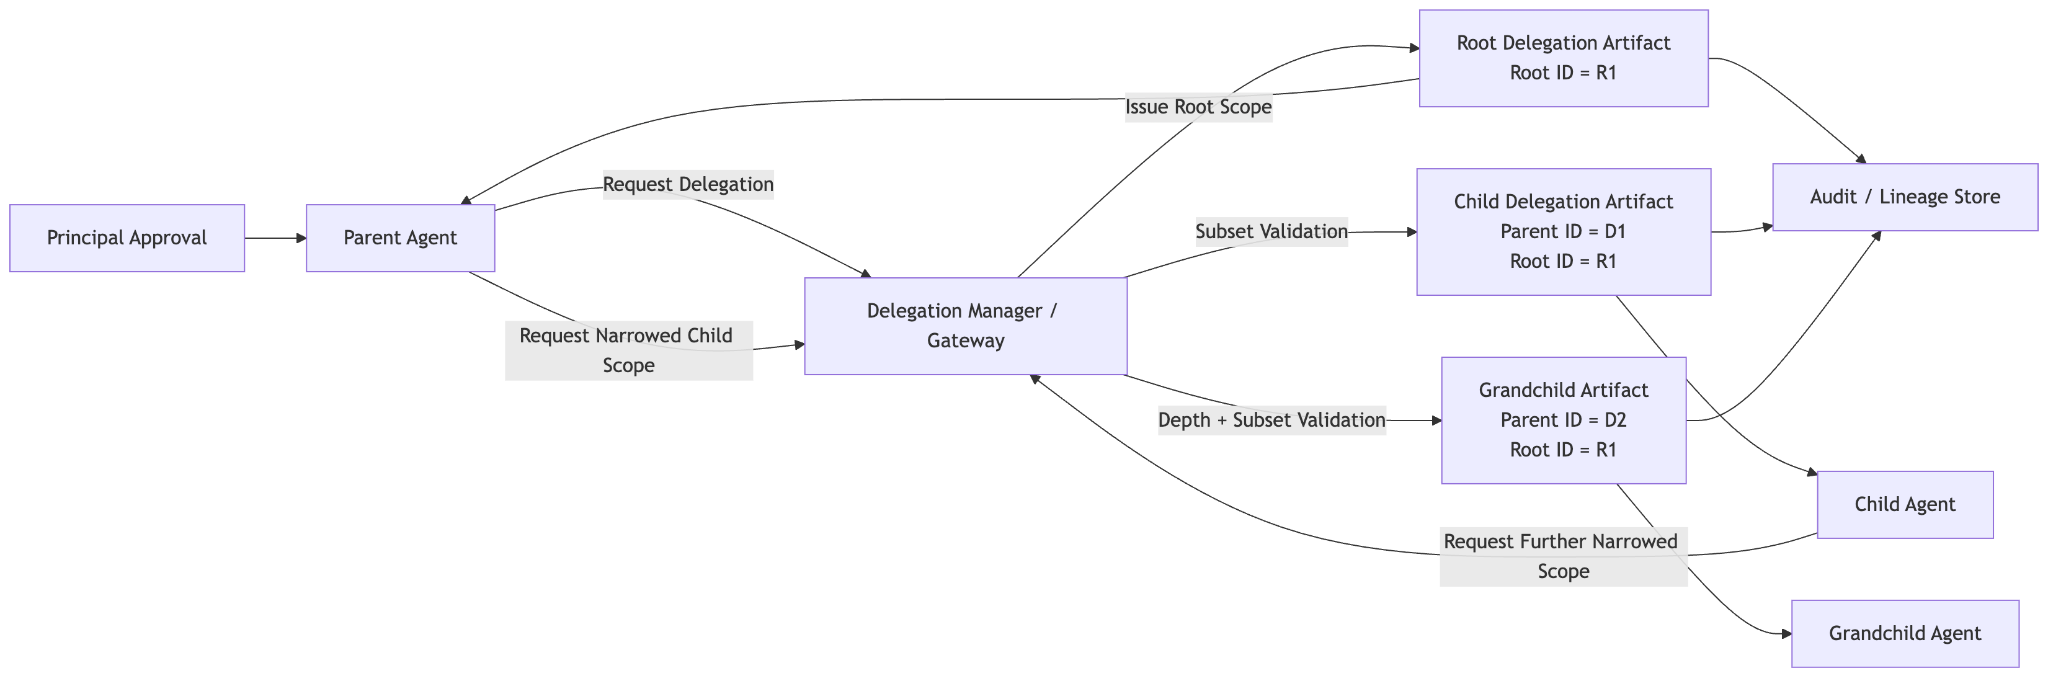 Principal Approval
Parent Agent
Request Delegation
Request Narrowed Child
Scope
Delegation Manager /
Gateway
Issue Root Scope
Subset Validation
Depth + Subset Validation
Root Delegation Artifact
Root ID = R1
Child Delegation Artifact
Parent ID = D1
Root ID = R1
Grandchild Artifact
Parent ID = D2
Root ID = R1
Request Further Narrowed
Scope
Audit / Lineage Store
Child Agent
Grandchild Agent